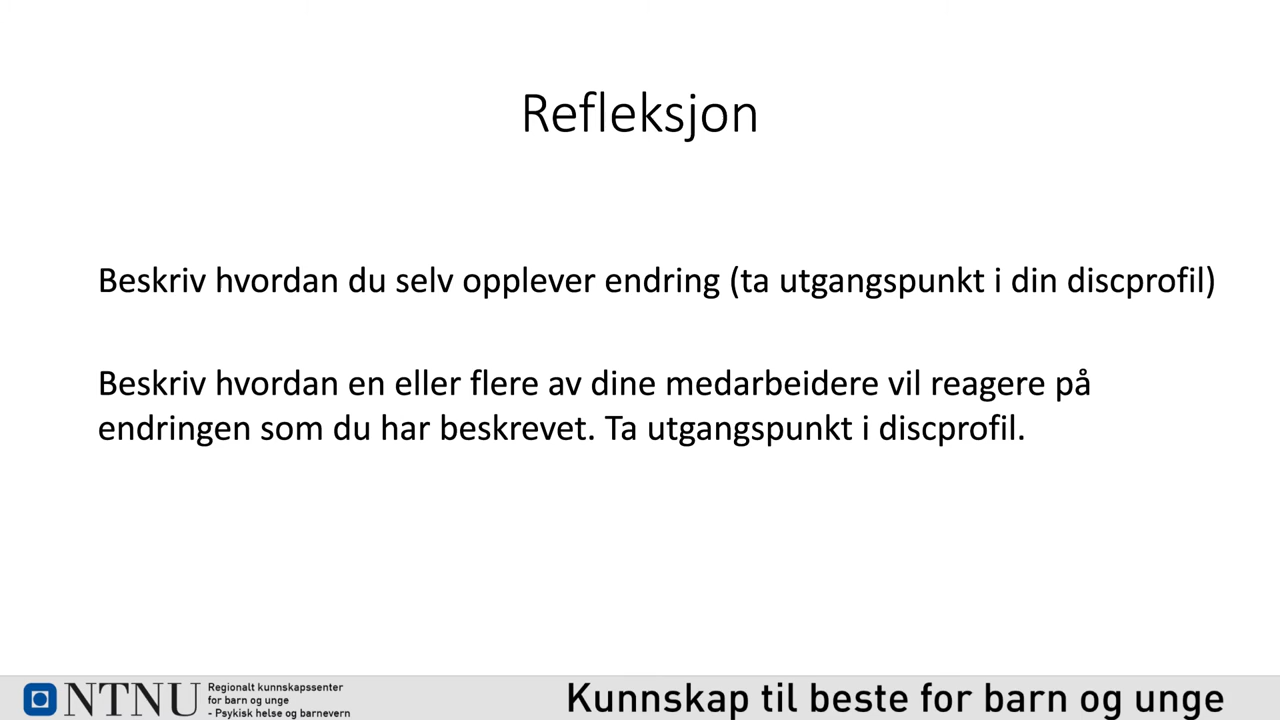 Refleksjon
Beskriv hvordan du selv opplever endring (ta utgangspunkt i din discprofil)
Beskriv hvordan en eller flere av dine medarbeidere vil reagere på
endringen som du har beskrevet. Ta utgangspunkt i discprofil.
NTNU
Regionalt kunnskapssenter
for barn og unge
- Psykisk helse og barnevern
Kunnskap til beste for barn og unge